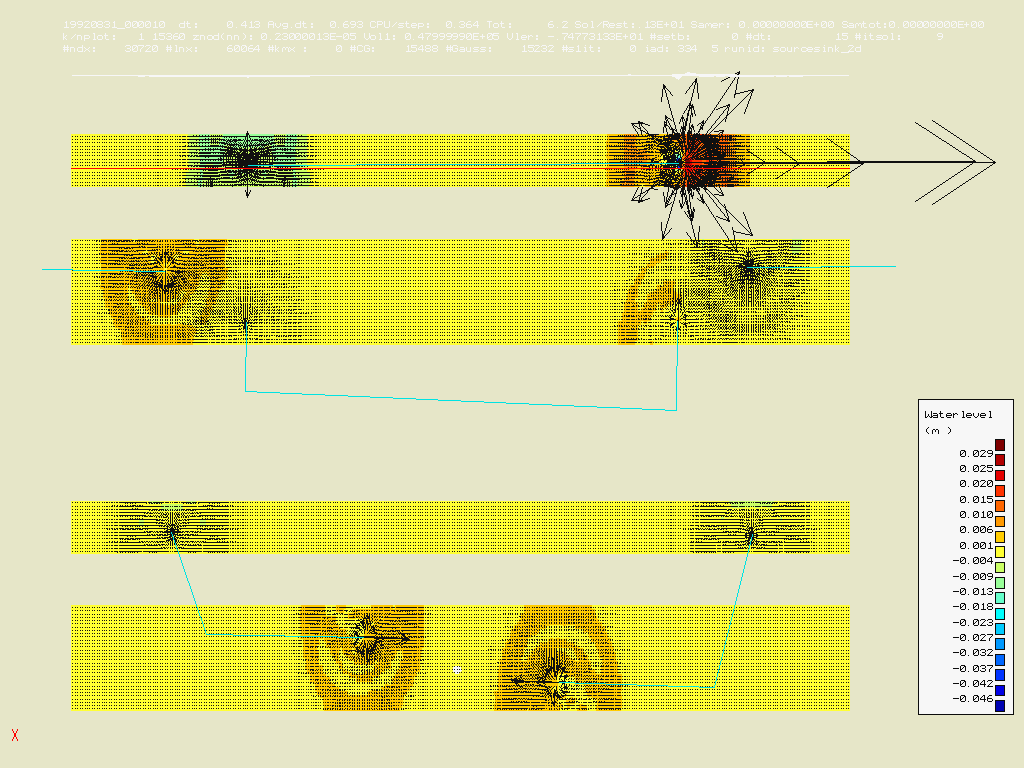 19920831_000010 dt: 0.413 Avg.dt: 0.693 CPU/step: 0.364 Tot: 6.2 Sol/Rest: .13E+01 Samer: 0.00000000E+00 Samtot:0.00000000E+00
k/nplot: 1 15360 znod(nn): 0.23000013E-05 Vol1: 0.47999990E+05 Vler: -.74773133E+01 #setb: 0 #dt: 15 #itsol: 9
#ndx: 30720 #lnx: 60064 #kmx : 0 #CG: 15488 #Gauss: 15232 #slit: 0 iad: 334 5 runid: sourcesink_2d
Waterlevel
(m )
0.029
0.025
0.020
0.015
0.010
0.006
0.001
-0.004
-0.009
-0.013
-0.018
-0.023
-0.027
-0.032
-0.037
-0.042
-0.046
X